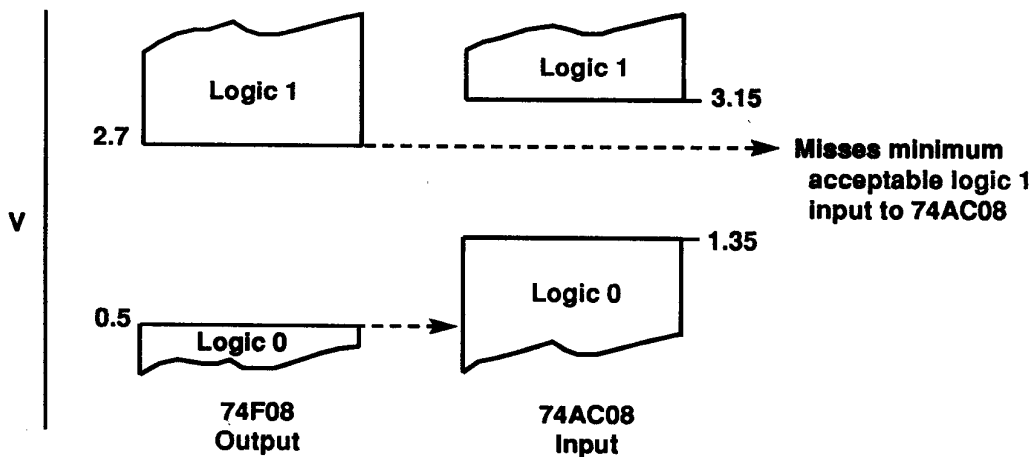 Logic 1
Logic 1
3.15
2.7
Misses minimum
acceptable logic 1
input to 74AC08
V
1.35
Logic 0
0.5
Logic 0
74F08
Output
74AC08
Input